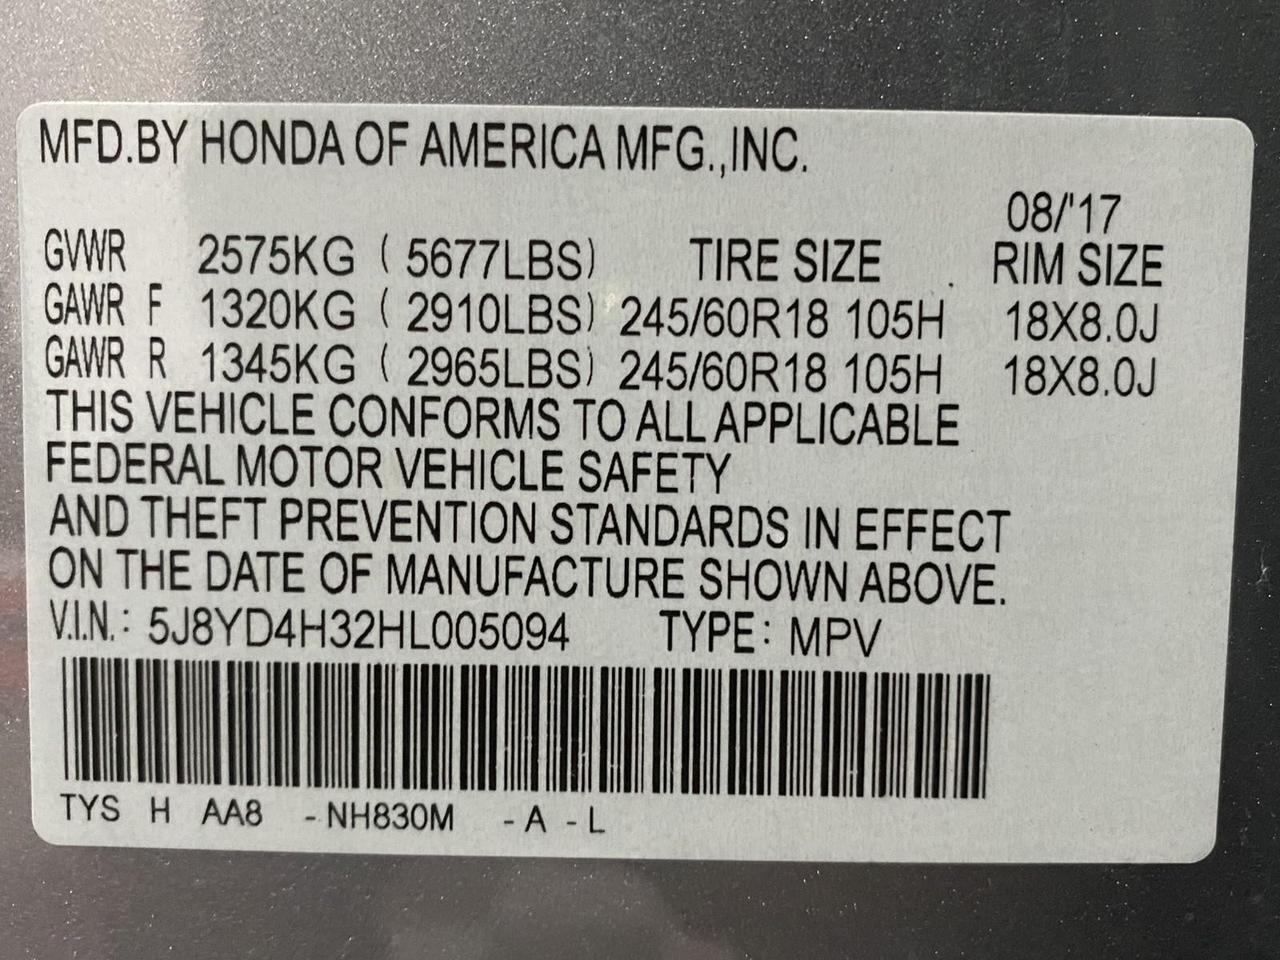 MFD.BY HONDA OF AMERICA MFG.,INC.
08/'17
GVWR 2575KG ( 5677LBS) TIRE SIZE RIM SIZE
GAWR F 1320KG ( 2910LBS) 245/60R18 105H 18X8.0J
GAWR R 1345KG ( 2965LBS) 245/60R18 105H 18X8.0J
THIS VEHICLE CONFORMS TO ALL APPLICABLE
FEDERAL MOTOR VEHICLE SAFETY
AND THEFT PREVENTION STANDARDS IN EFFECT
ON THE DATE OF MANUFACTURE SHOWN ABOVE.
V.I.N.: 5J8YD4H32HL005094 TYPE: MPV
TYS H AA8 - NH830M - A - L